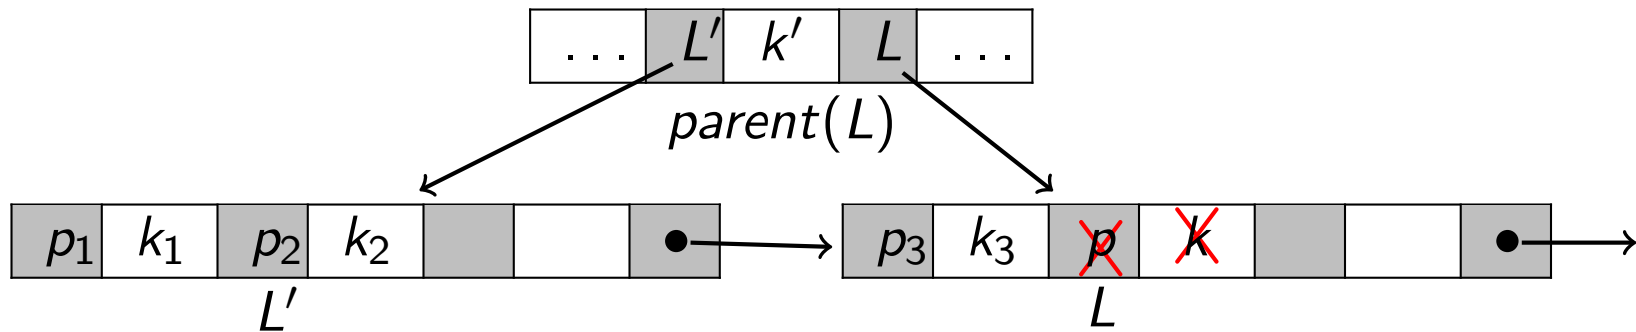 ... L′ k′ L ...
parent(L)
p₁ k₁ p₂ k₂ p₃ k₃ p k
L′ L